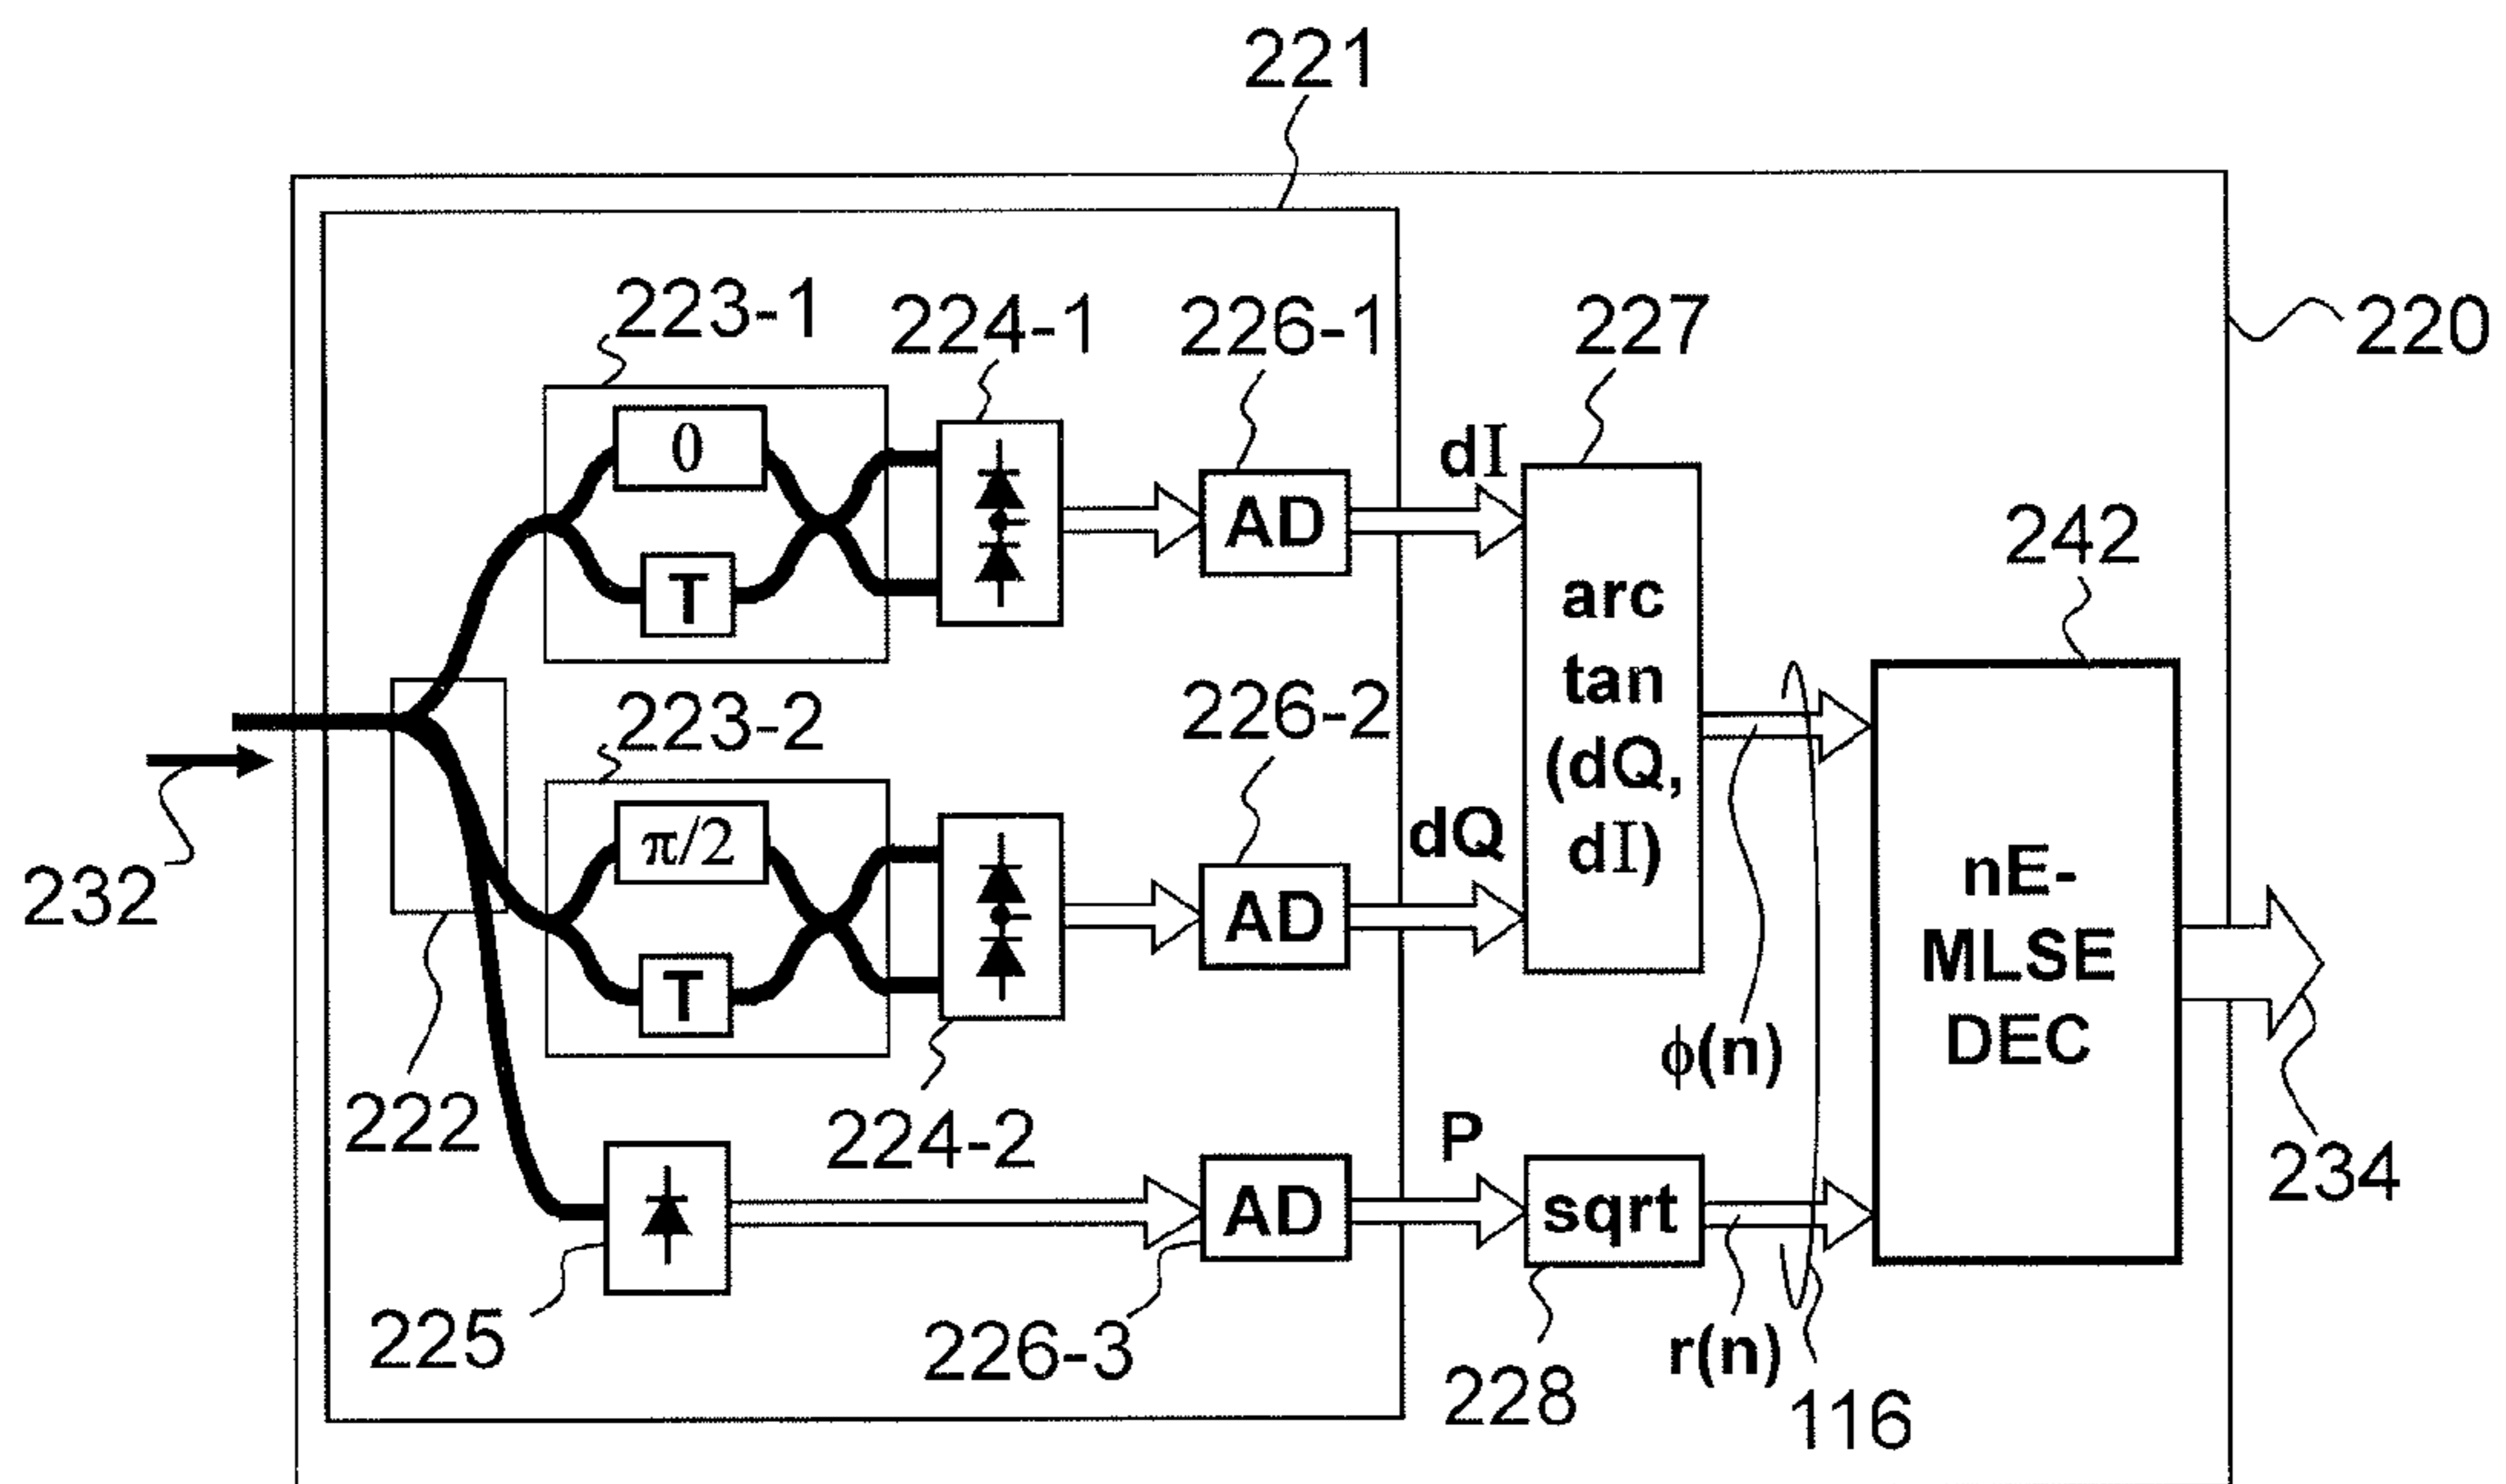 221
223-1
224-1
226-1
227
220
0
T
AD
dI
arc
tan
(dQ,
dI)
242
223-2
226-2
π/2
T
AD
dQ
nE-
MLSE
DEC
232
222
224-2
ϕ(n)
234
225
AD
226-3
P
sqrt
228
r(n)
116